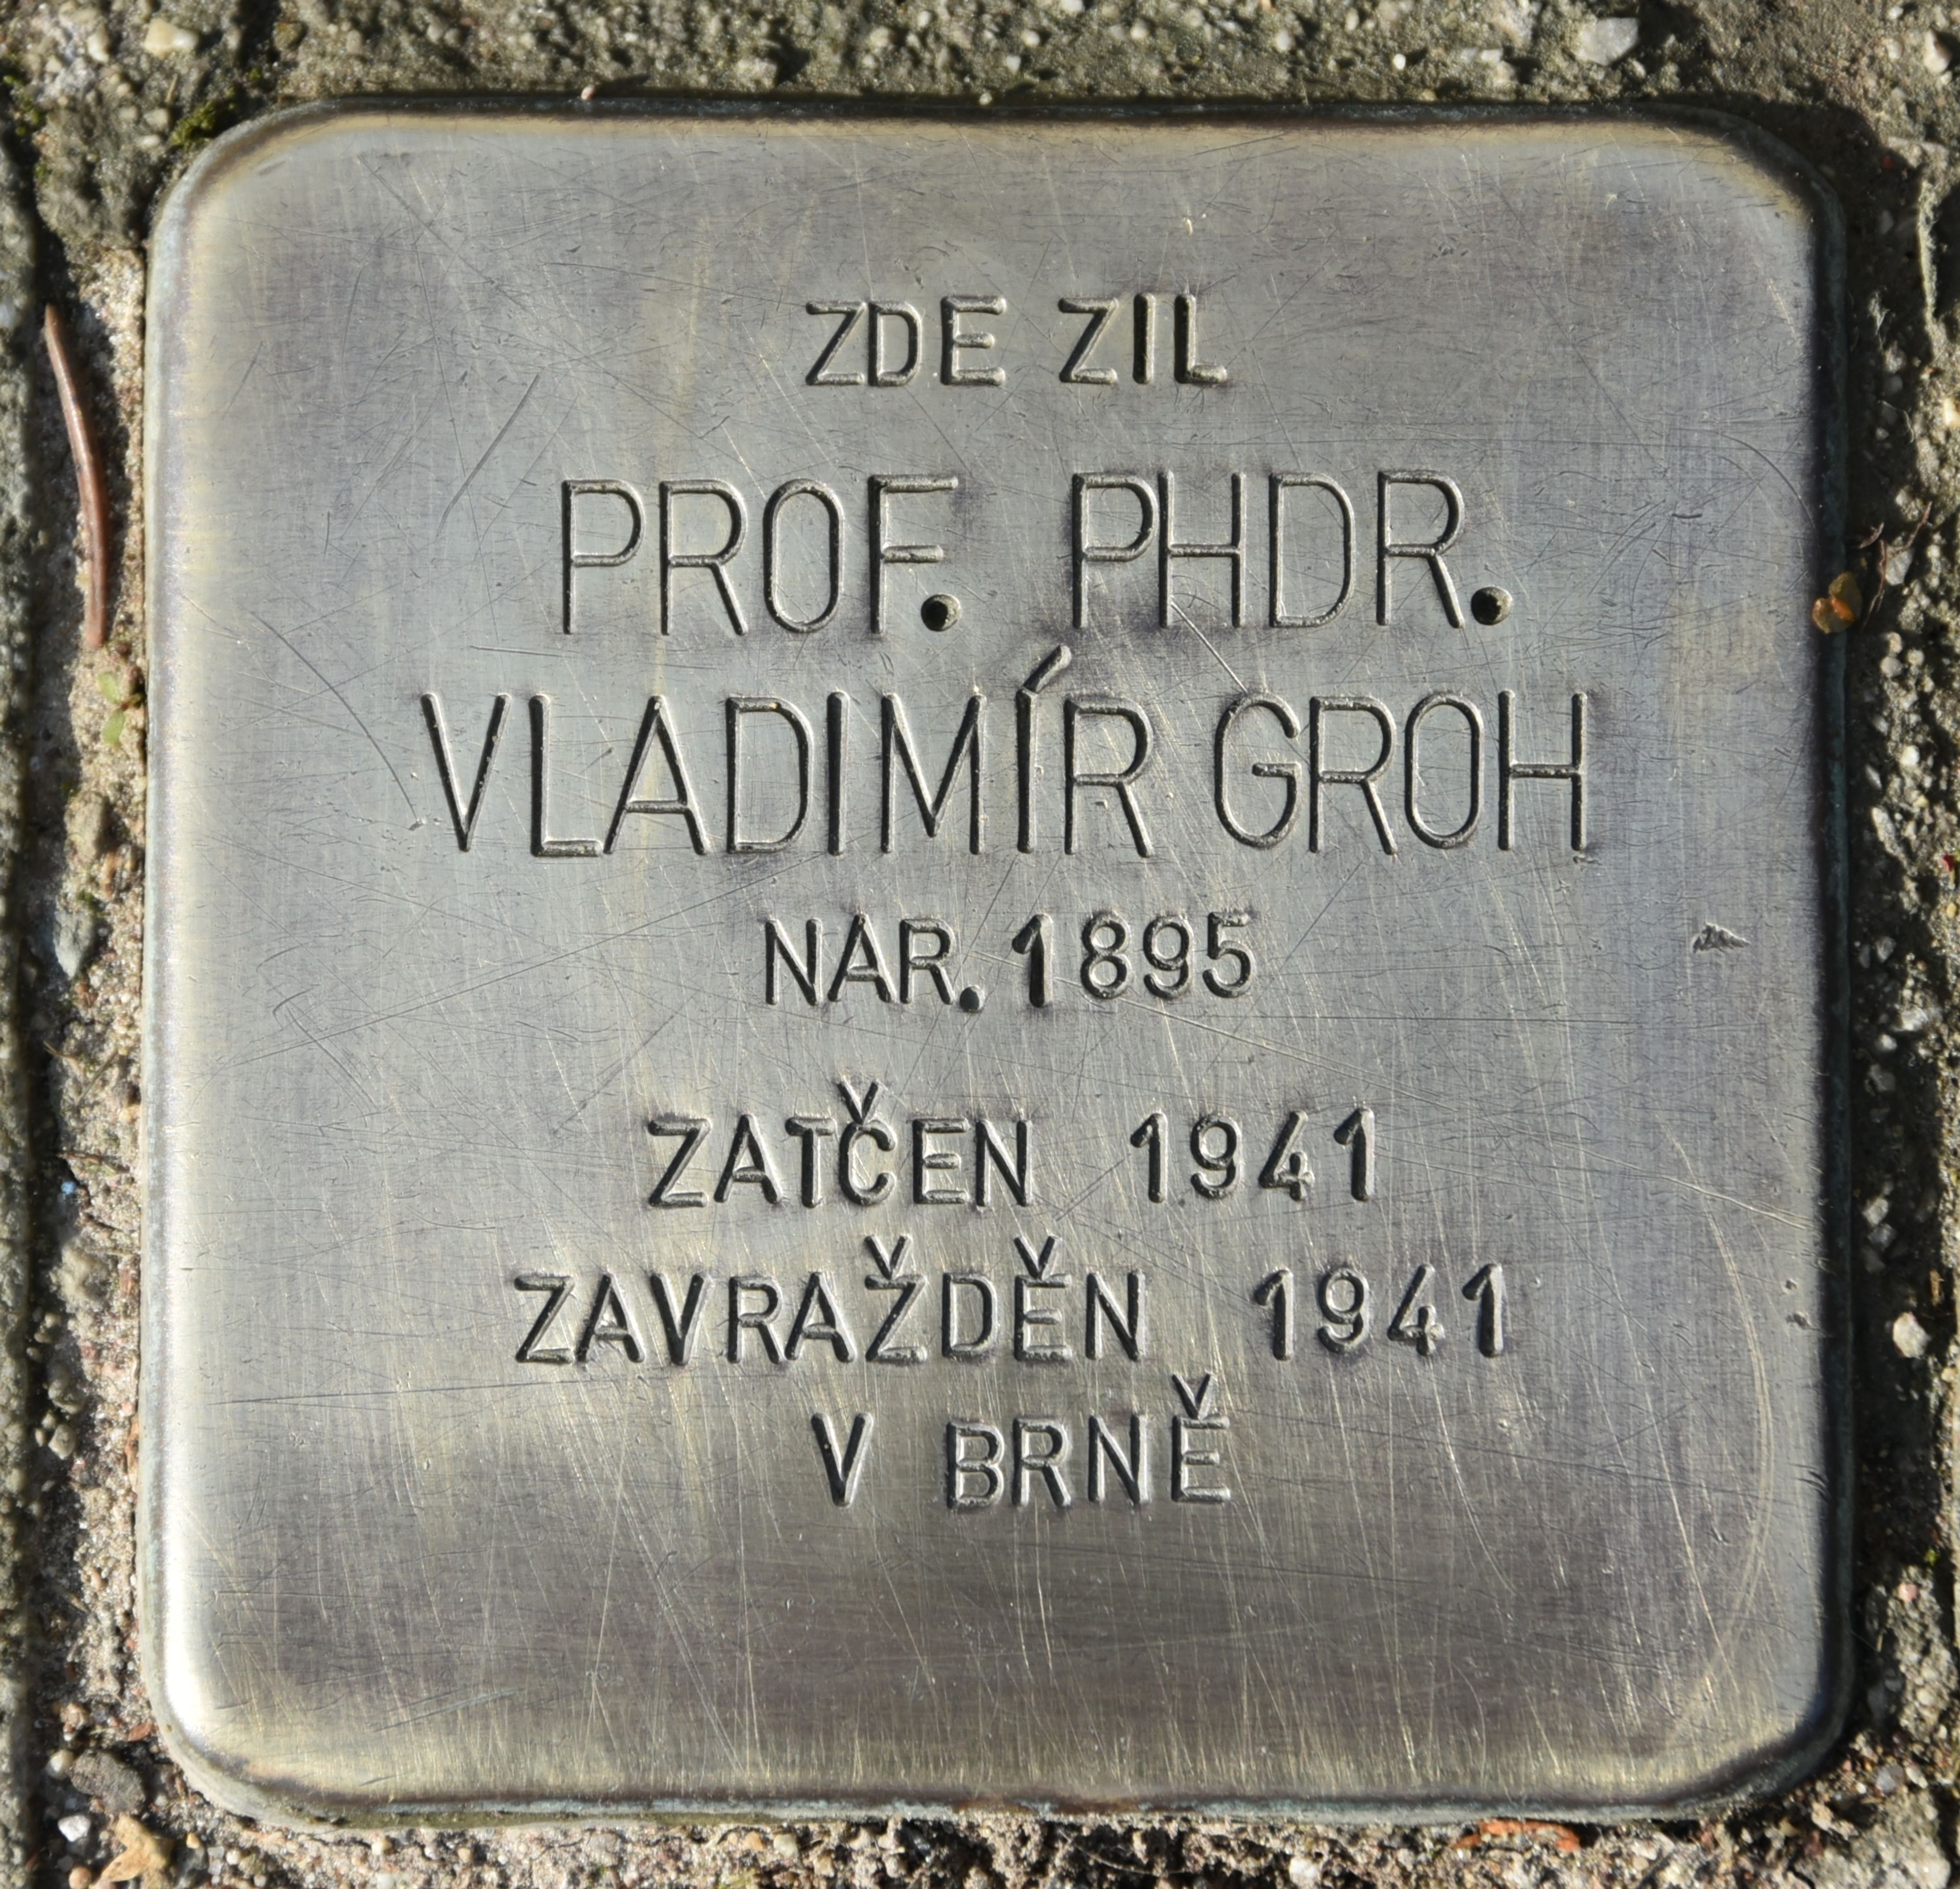 ZDE ZIL
PROF. PHDR.
VLADIMÍR GROH
NAR. 1895
ZATČEN 1941
ZAVRAŽDĚN 1941
V BRNĚ